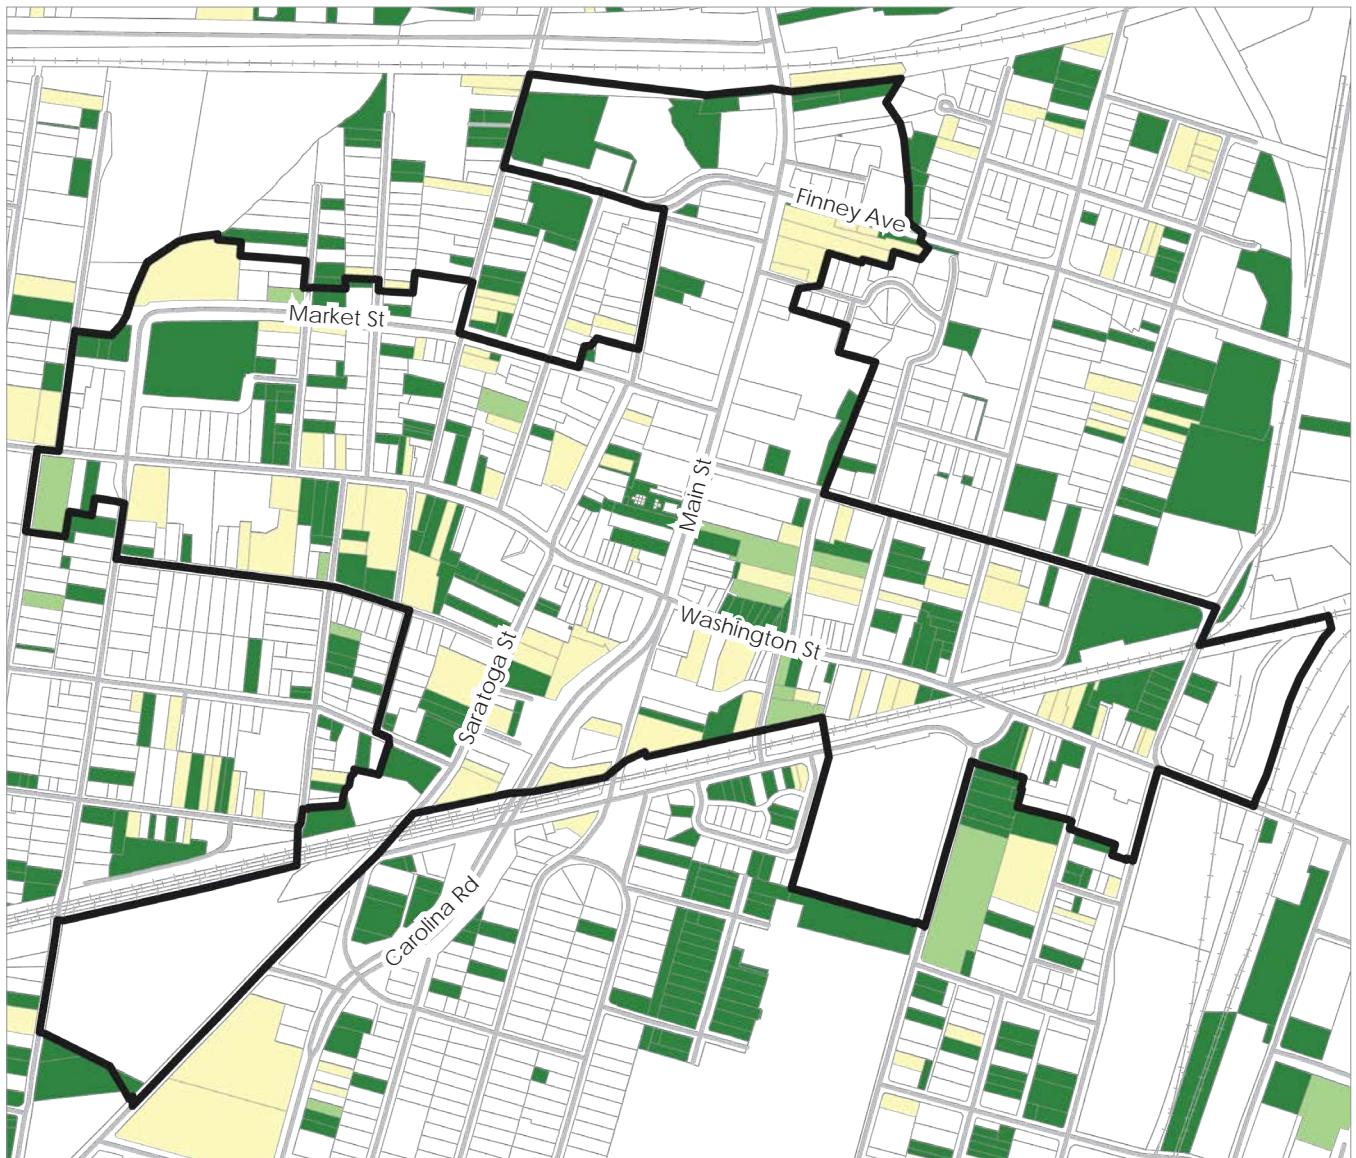 Finney Ave
Market St
Main St
Washington St
Saratoga St
Carolina Rd